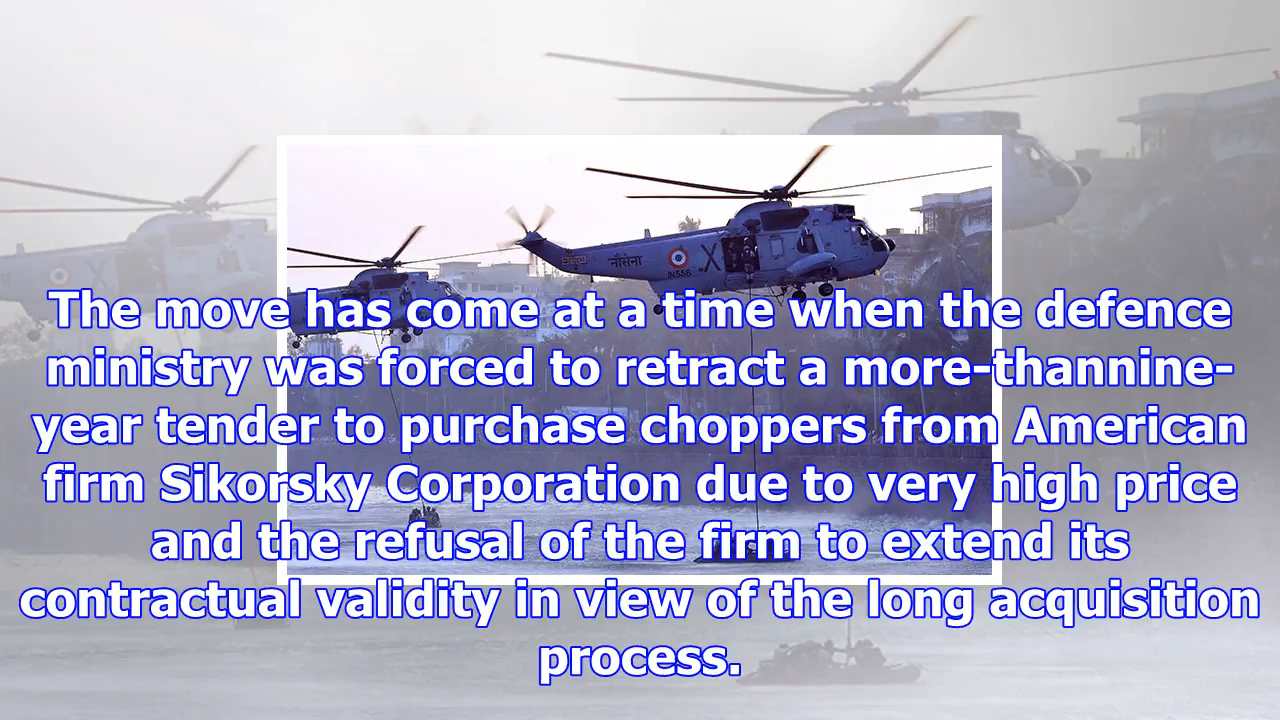 नौसेना
IN556
X
X
The move has come at a time when the defence
ministry was forced to retract a more-thannine-
year tender to purchase choppers from American
firm Sikorsky Corporation due to very high price
and the refusal of the firm to extend its
contractual validity in view of the long acquisition
process.